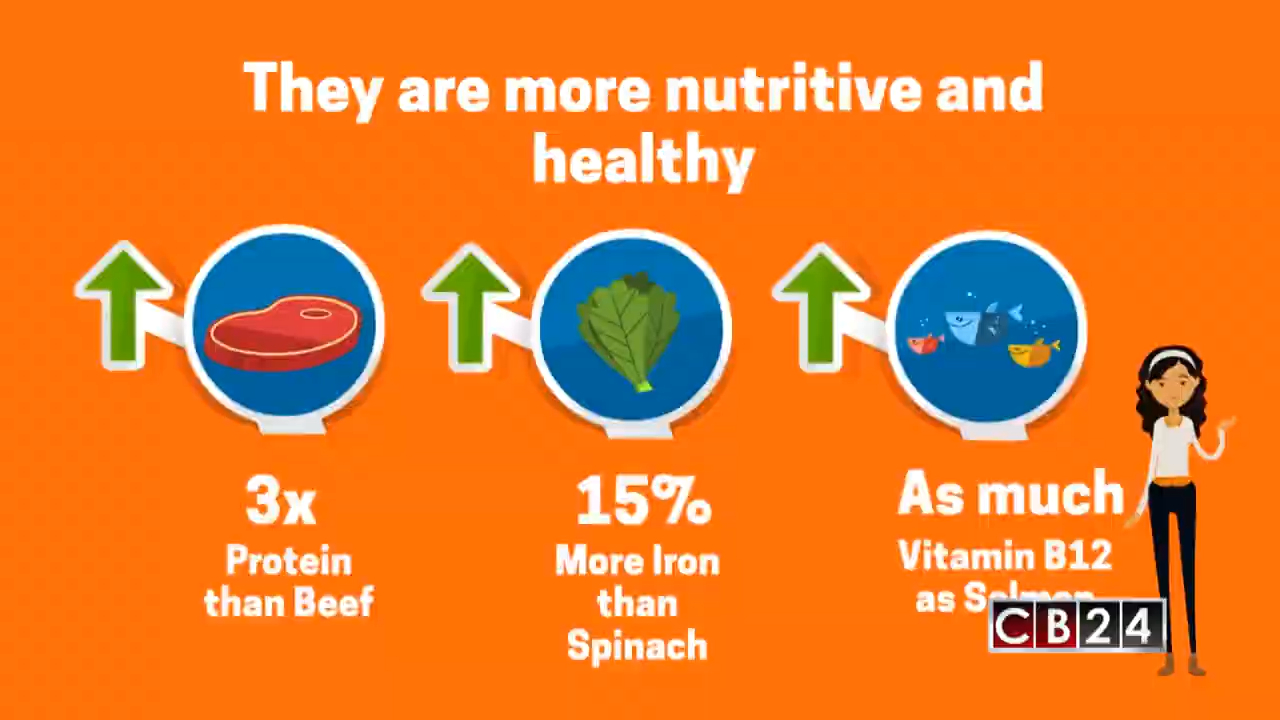 They are more nutritive and
healthy
3x
Protein
than Beef
15%
More Iron
than
Spinach
As much
Vitamin B12
as Salmon
CB24